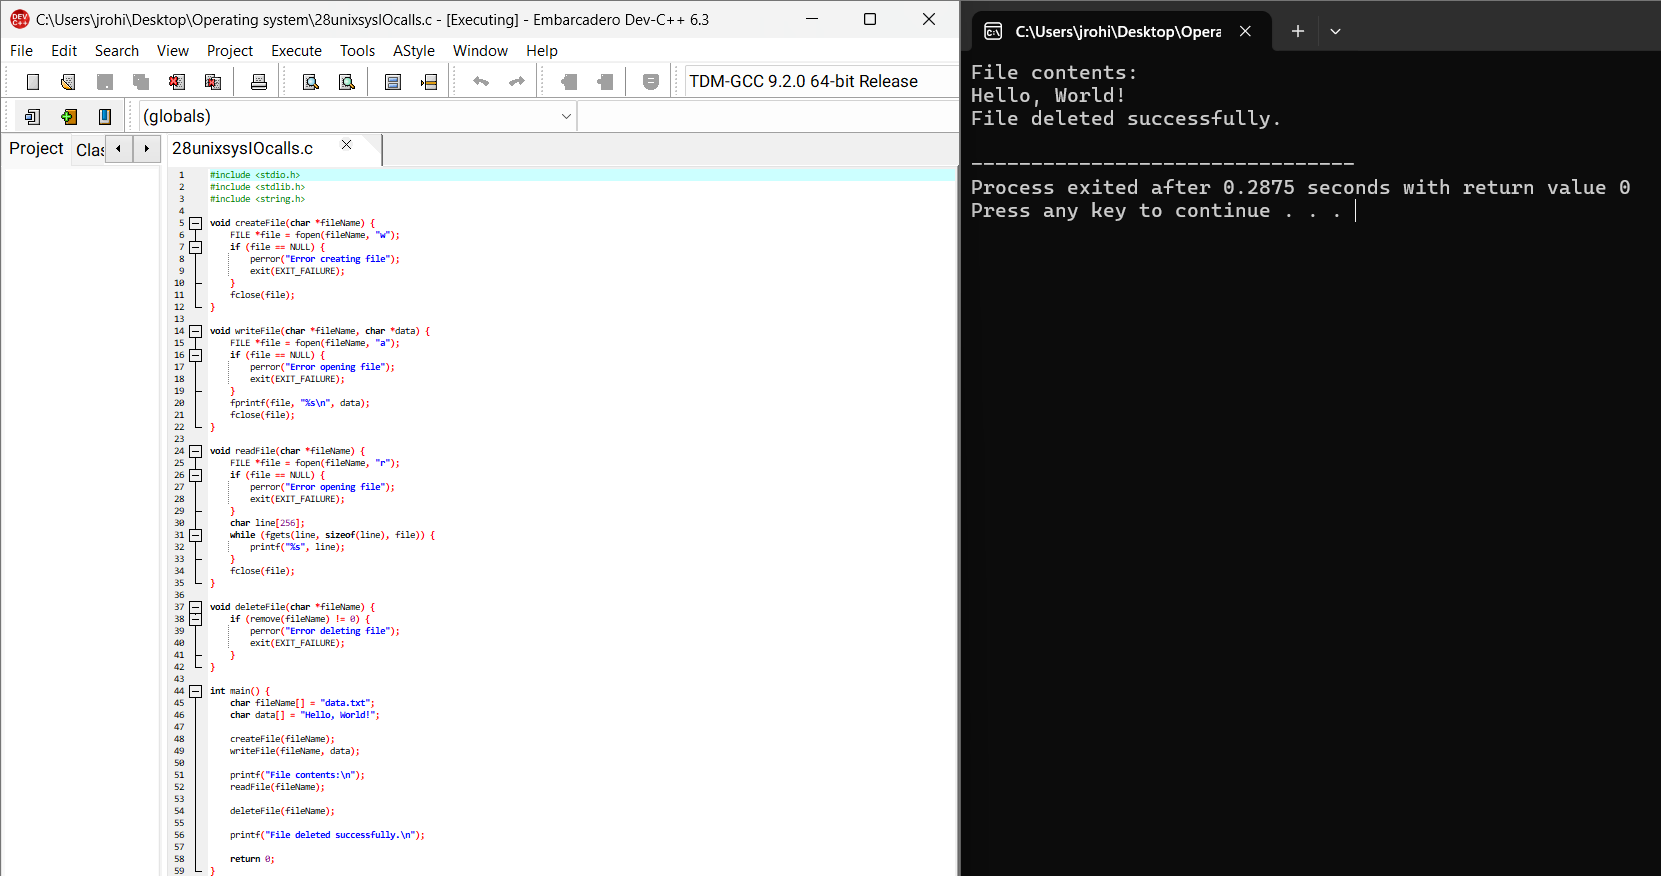 C:\Users\jrohi\Desktop\Operating system\28unixsysIOcalls.c - [Executing] - Embarcadero Dev-C++ 6.3
File Edit Search View Project Execute Tools AStyle Window Help
TDM-GCC 9.2.0 64-bit Release
(globals)
Project Clas
28unixsysIOcalls.c
1 #include <stdio.h>
2 #include <stdlib.h>
3 #include <string.h>
4
5 void createFile(char *fileName) {
6 FILE *file = fopen(fileName, "w");
7 if (file == NULL) {
8 perror("Error creating file");
9 exit(EXIT_FAILURE);
10 }
11 fclose(file);
12 }
13
14 void writeFile(char *fileName, char *data) {
15 FILE *file = fopen(fileName, "a");
16 if (file == NULL) {
17 perror("Error opening file");
18 exit(EXIT_FAILURE);
19 }
20 fprintf(file, "%s\n", data);
21 fclose(file);
22 }
23
24 void readFile(char *fileName) {
25 FILE *file = fopen(fileName, "r");
26 if (file == NULL) {
27 perror("Error opening file");
28 exit(EXIT_FAILURE);
29 }
30 char line[256];
31 while (fgets(line, sizeof(line), file)) {
32 printf("%s", line);
33 }
34 fclose(file);
35 }
36
37 void deleteFile(char *fileName) {
38 if (remove(fileName) != 0) {
39 perror("Error deleting file");
40 exit(EXIT_FAILURE);
41 }
42 }
43
44 int main() {
45 char fileName[] = "data.txt";
46 char data[] = "Hello, World!";
47
48 createFile(fileName);
49 writeFile(fileName, data);
50
51 printf("File contents:\n");
52 readFile(fileName);
53
54 deleteFile(fileName);
55
56 printf("File deleted successfully.\n");
57
58 return 0;
59 }
C:\Users\jrohi\Desktop\Opera
File contents:
Hello, World!
File deleted successfully.
--------------------------------
Process exited after 0.2875 seconds with return value 0
Press any key to continue . . .